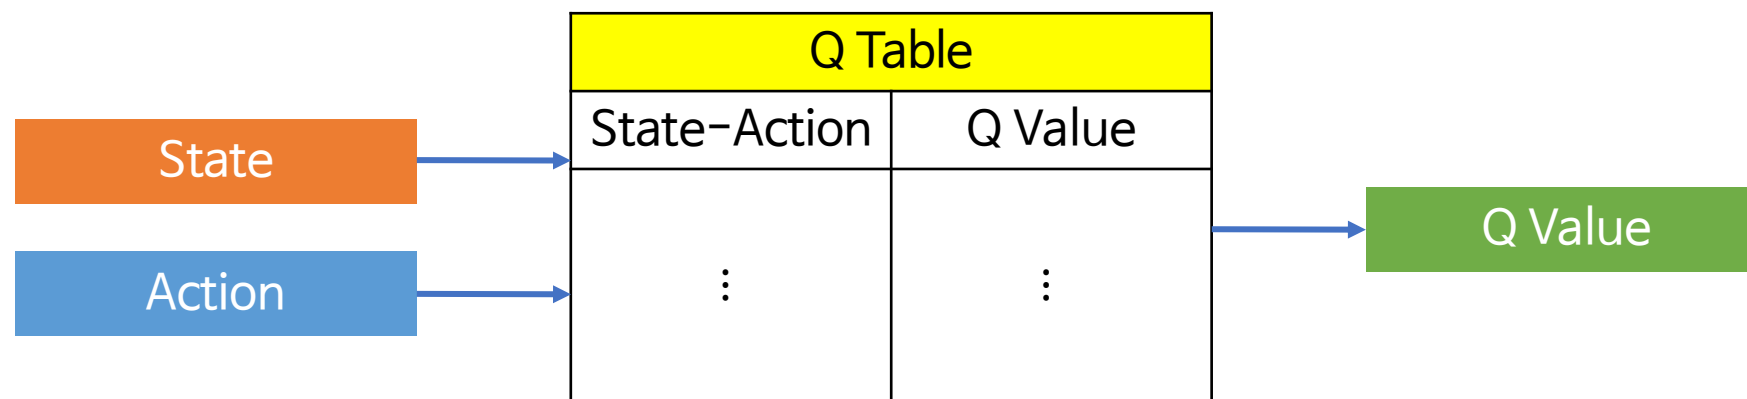 Q Table
State-Action
Q Value
State
Action
⋮
⋮
Q Value